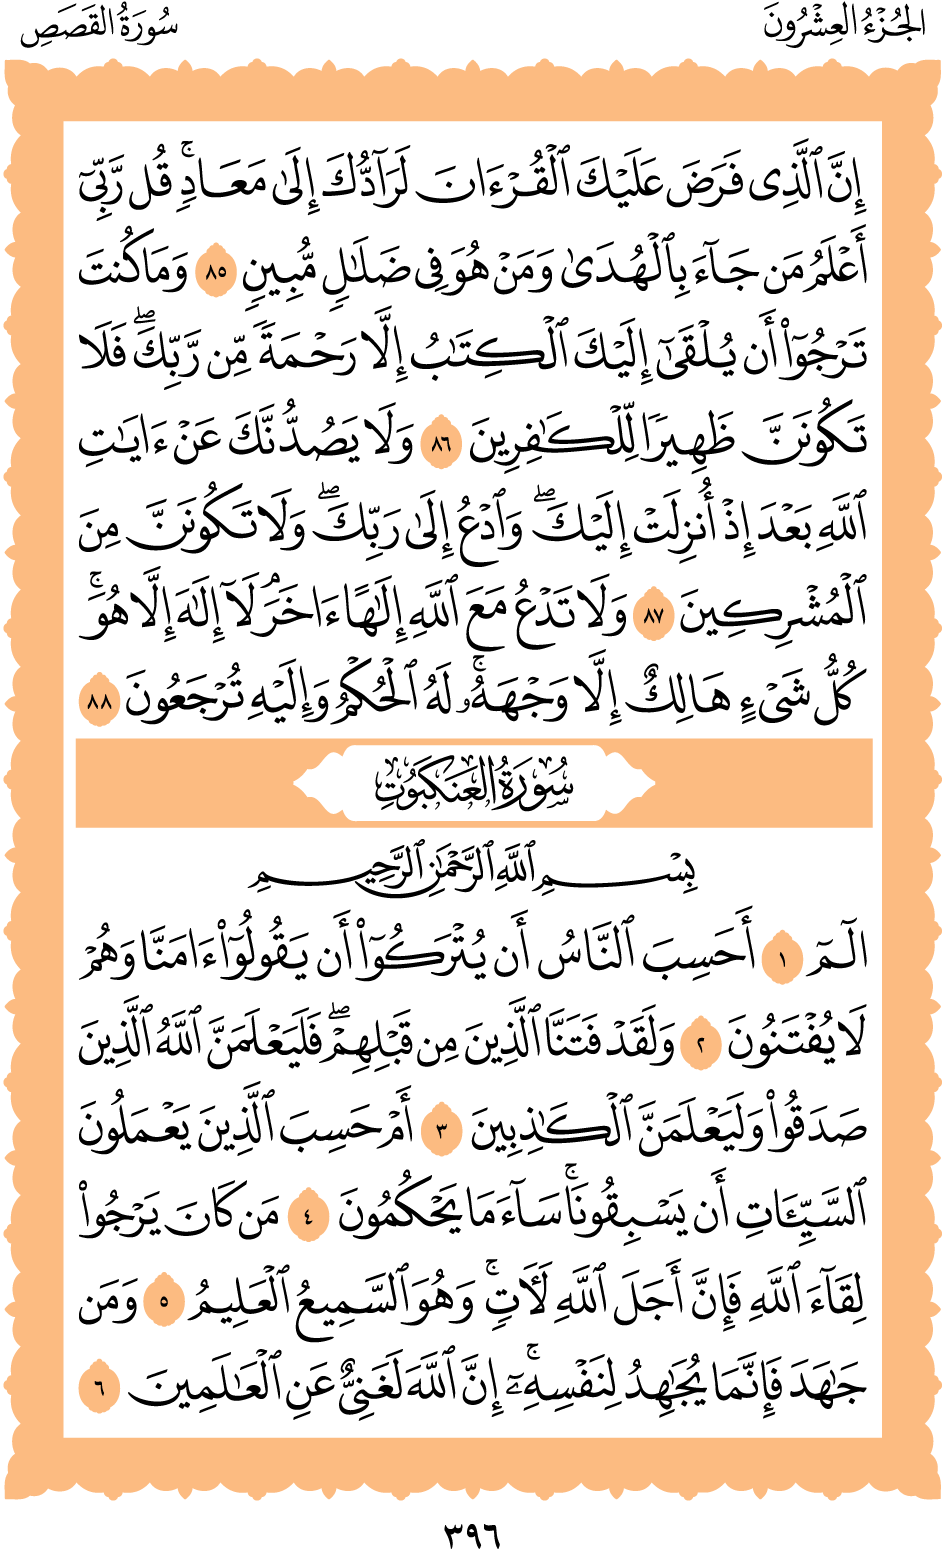 الجُزْءُ العِشْرُونَ
سُورَةُ القَصَصِ
إِنَّ ٱلَّذِى فَرَضَ عَلَيْكَ ٱلْقُرْءَانَ لَرَآدُّكَ إِلَىٰ مَعَادٍۚ قُل رَّبِّىٓ
أَعْلَمُ مَن جَآءَ بِٱلْهُدَىٰ وَمَنْ هُوَ فِى ضَلَٰلٍ مُّبِينٍ ٨٥ وَمَا كُنتَ
تَرْجُوٓا۟ أَن يُلْقَىٰٓ إِلَيْكَ ٱلْكِتَٰبُ إِلَّا رَحْمَةً مِّن رَّبِّكَۖ فَلَا
تَكُونَنَّ ظَهِيرًا لِّلْكَٰفِرِينَ ٨٦ وَلَا يَصُدُّنَّكَ عَنْ ءَايَٰتِ
ٱللَّهِ بَعْدَ إِذْ أُنزِلَتْ إِلَيْكَۖ وَٱدْعُ إِلَىٰ رَبِّكَۖ وَلَا تَكُونَنَّ مِنَ
ٱلْمُشْرِكِينَ ٨٧ وَلَا تَدْعُ مَعَ ٱللَّهِ إِلَٰهًا ءَاخَرَۘ لَآ إِلَٰهَ إِلَّا هُوَۚ
كُلُّ شَىْءٍ هَالِكٌ إِلَّا وَجْهَهُۥۚ لَهُ ٱلْحُكْمُ وَإِلَيْهِ تُرْجَعُونَ ٨٨
سُورَةُ العَنكَبُوتِ
بِسْمِ ٱللَّهِ ٱلرَّحْمَٰنِ ٱلرَّحِيمِ
الٓمٓ ١ أَحَسِبَ ٱلنَّاسُ أَن يُتْرَكُوٓا۟ أَن يَقُولُوٓا۟ ءَامَنَّا وَهُمْ
لَا يُفْتَنُونَ ٢ وَلَقَدْ فَتَنَّا ٱلَّذِينَ مِن قَبْلِهِمْۖ فَلَيَعْلَمَنَّ ٱللَّهُ ٱلَّذِينَ
صَدَقُوا۟ وَلَيَعْلَمَنَّ ٱلْكَٰذِبِينَ ٣ أَمْ حَسِبَ ٱلَّذِينَ يَعْمَلُونَ
ٱلسَّيِّـَٔاتِ أَن يَسْبِقُونَاۚ سَآءَ مَا يَحْكُمُونَ ٤ مَن كَانَ يَرْجُوا۟
لِقَآءَ ٱللَّهِ فَإِنَّ أَجَلَ ٱللَّهِ لَـَٔاتٍۚ وَهُوَ ٱلسَّمِيعُ ٱلْعَلِيمُ ٥ وَمَن
جَٰهَدَ فَإِنَّمَا يُجَٰهِدُ لِنَفْسِهِۦٓۚ إِنَّ ٱللَّهَ لَغَنِىٌّ عَنِ ٱلْعَٰلَمِينَ ٦
٣٩٦